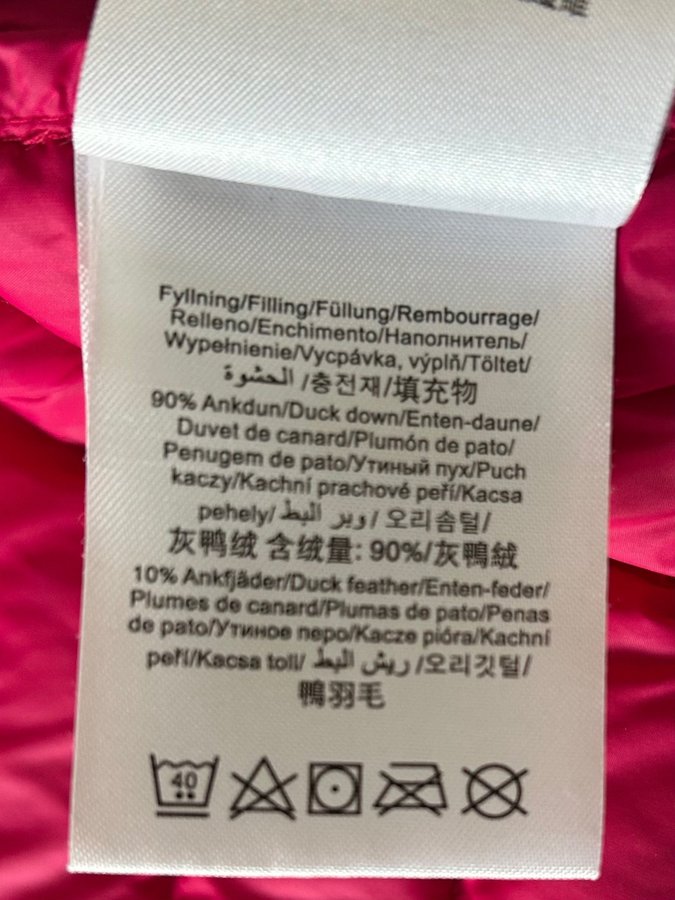 Fyllning/Filling/Füllung/Rembourrage/
Relleno/Enchimento/Наполнитель/
Wypełnienie/Vycpávka, výplň/Töltet/
الحشوة /충전재/填充物
90% Ankdun/Duck down/Enten-daune/
Duvet de canard/Plumón de pato/
Penugem de pato/Утиный пух/Puch
kaczy/Kachní prachové peří/Kacsa
pehely/ وبر البط / 오리솜털/
灰鸭绒 含绒量: 90%/灰鴨絨
10% Ankfjäder/Duck feather/Enten-feder/
Plumes de canard/Plumas de pato/Penas
de pato/Утиное перо/Kacze pióra/Kachní
peří/Kacsa toll/ ريش البط /오리깃털/
鴨羽毛
40